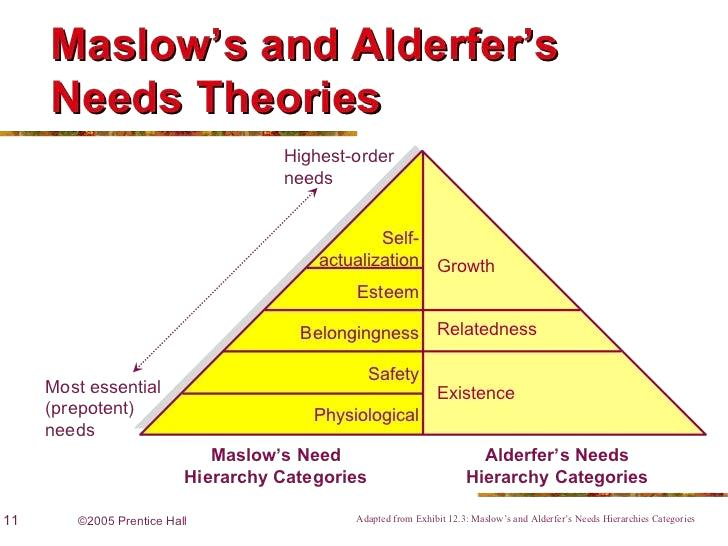 Maslow’s and Alderfer’s
Needs Theories
Highest-order
needs
Self-
actualization
Growth
Esteem
Belongingness
Relatedness
Safety
Most essential
(prepotent)
needs
Existence
Physiological
Maslow’s Need
Hierarchy Categories
Alderfer’s Needs
Hierarchy Categories
11
©2005 Prentice Hall
Adapted from Exhibit 12.3: Maslow’s and Alderfer’s Needs Hierarchies Categories